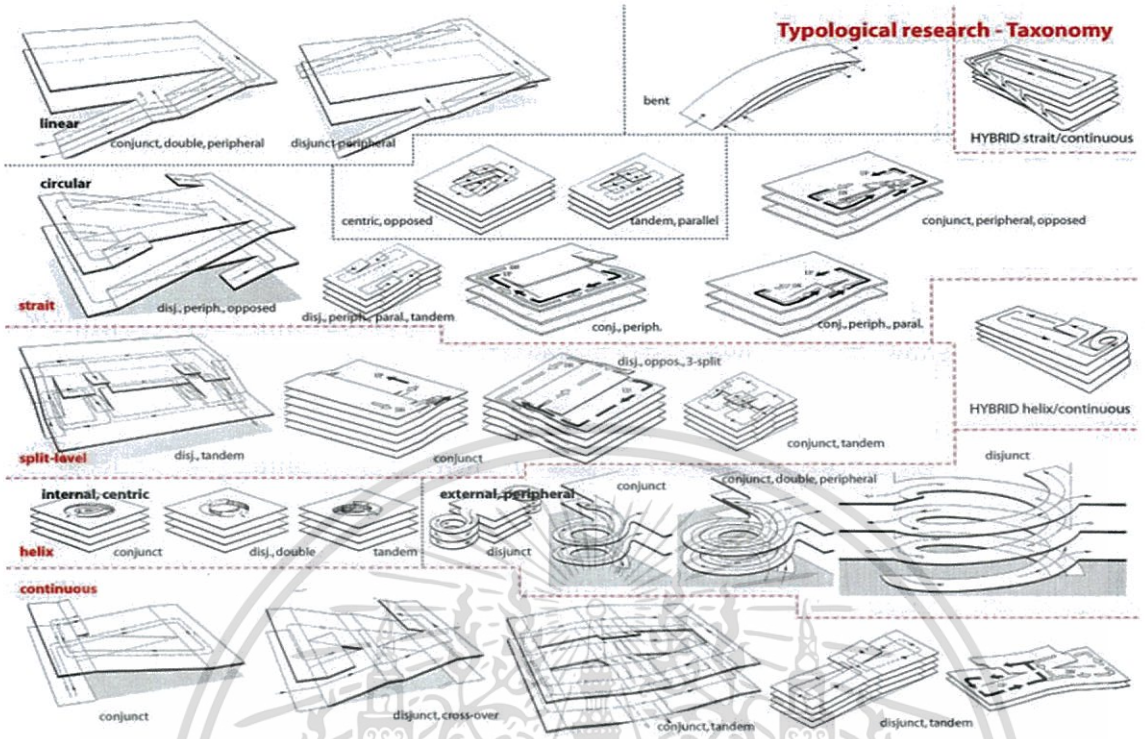 Typological research - Taxonomy
linear
conjunct, double, peripheral
disjunct peripheral
bent
HYBRID strait/continuous
circular
centric, opposed
tandem, parallel
conjunct, peripheral, opposed
strait
disj., periph., opposed
disj., periph., paral., tandem
conj., periph.
conj., periph., paral.
HYBRID helix/continuous
split-level
disj., tandem
conjunct
disj., oppos., 3-split
conjunct, tandem
internal, centric
helix
conjunct
disj., double
tandem
external, peripheral
disjunct
conjunct
conjunct, double, peripheral
disjunct
continuous
conjunct
disjunct, cross-over
conjunct, tandem
disjunct, tandem